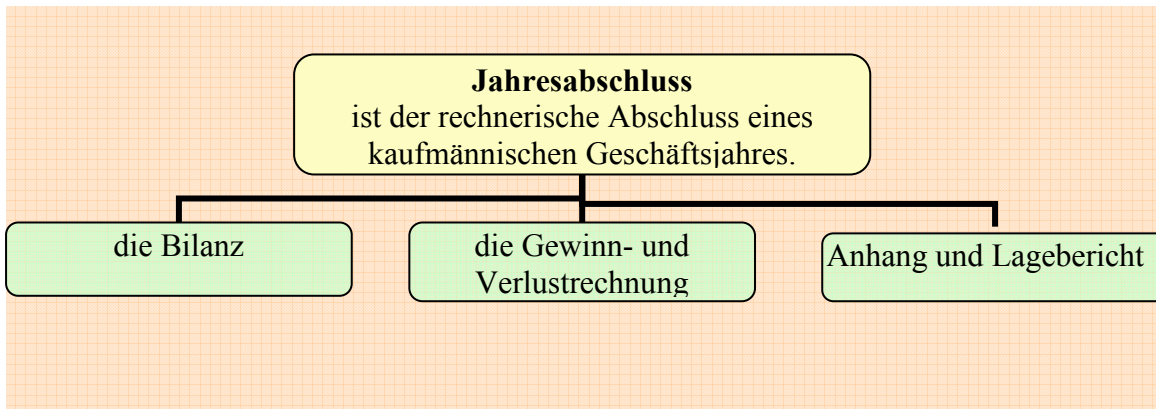 Jahresabschluss
ist der rechnerische Abschluss eines
kaufmännischen Geschäftsjahres.
die Bilanz
die Gewinn- und
Verlustrechnung
Anhang und Lagebericht